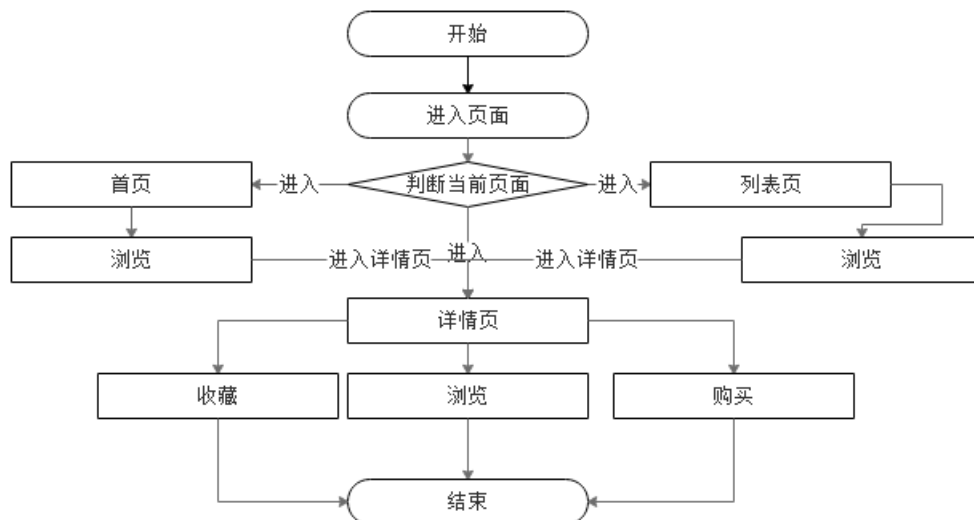 开始
进入页面
首页
进入
判断当前页面
进入
列表页
浏览
进入详情页
进入
进入详情页
浏览
详情页
收藏
浏览
购买
结束